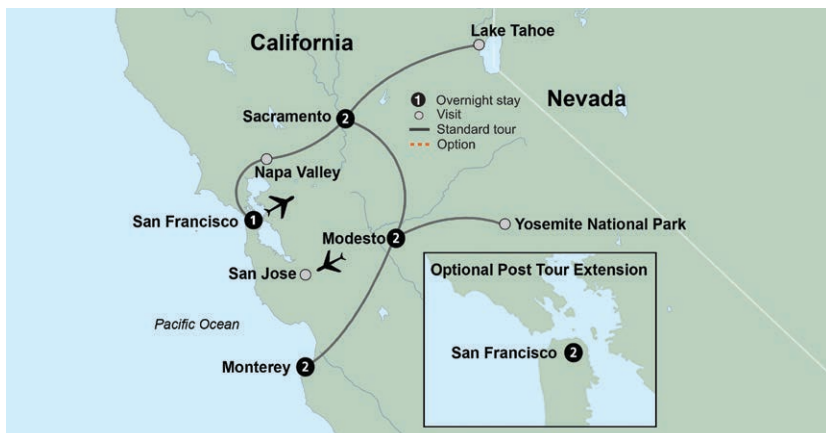 California
Lake Tahoe
Nevada
1 Overnight stay
Visit
Standard tour
Option
Sacramento 2
Napa Valley
San Francisco 1
Modesto 2
Yosemite National Park
San Jose
Optional Post Tour Extension
Pacific Ocean
San Francisco 2
Monterey 2